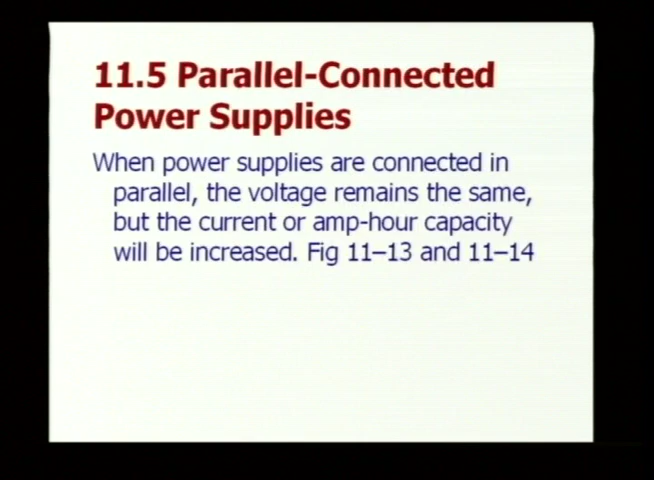 11.5 Parallel-Connected
Power Supplies
When power supplies are connected in
parallel, the voltage remains the same,
but the current or amp-hour capacity
will be increased. Fig 11–13 and 11–14